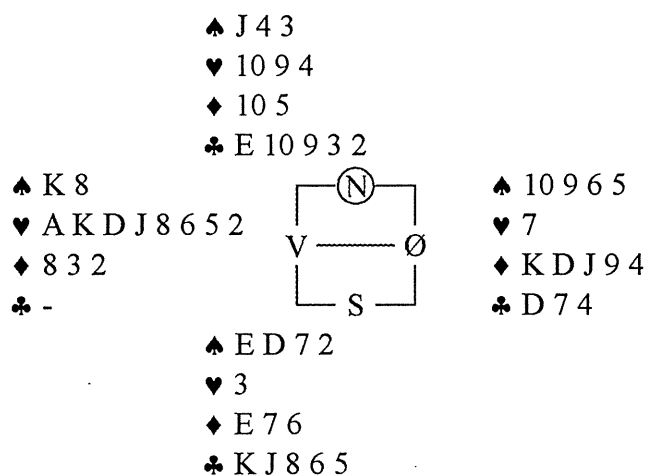 ♠ J 4 3
♥ 10 9 4
♦ 10 5
♣ E 10 9 3 2
♠ K 8
♥ A K D J 8 6 5 2
♦ 8 3 2
♣ -
N
V Ø
S
♠ 10 9 6 5
♥ 7
♦ K D J 9 4
♣ D 7 4
♠ E D 7 2
♥ 3
♦ E 7 6
♣ K J 8 6 5